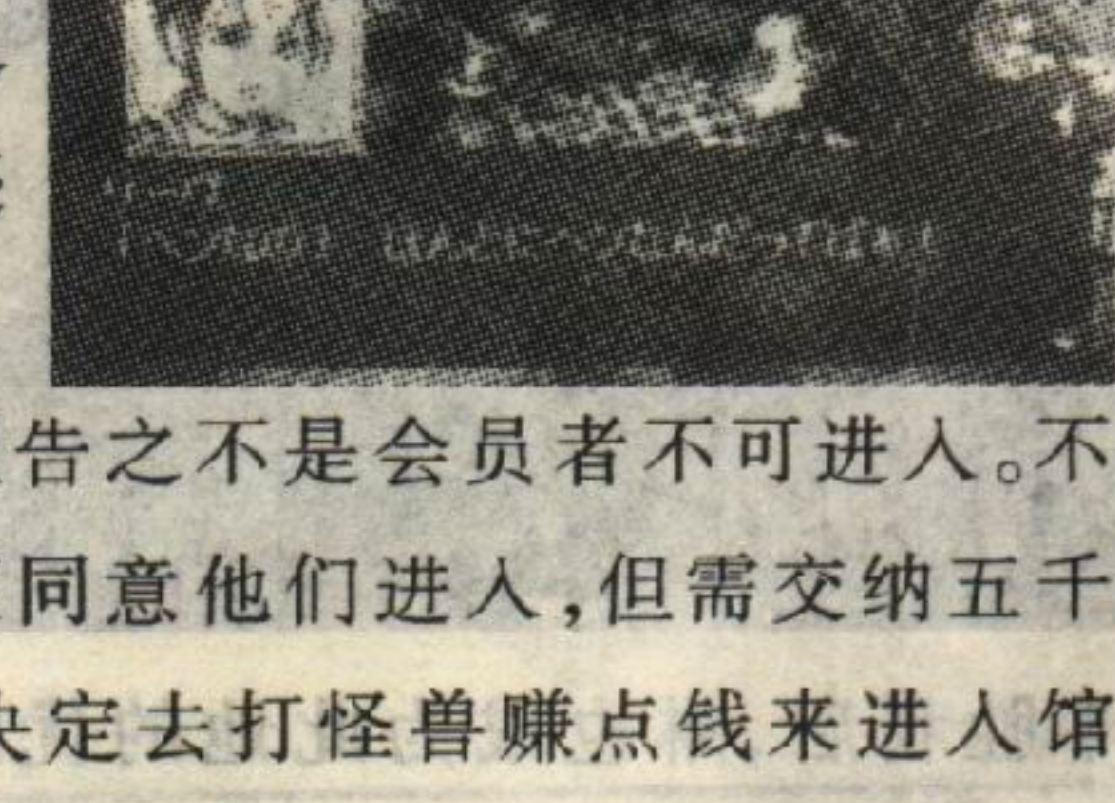 告之不是会员者不可进入。不
同意他们进入,但需交纳五千
决定去打怪兽赚点钱来进入馆